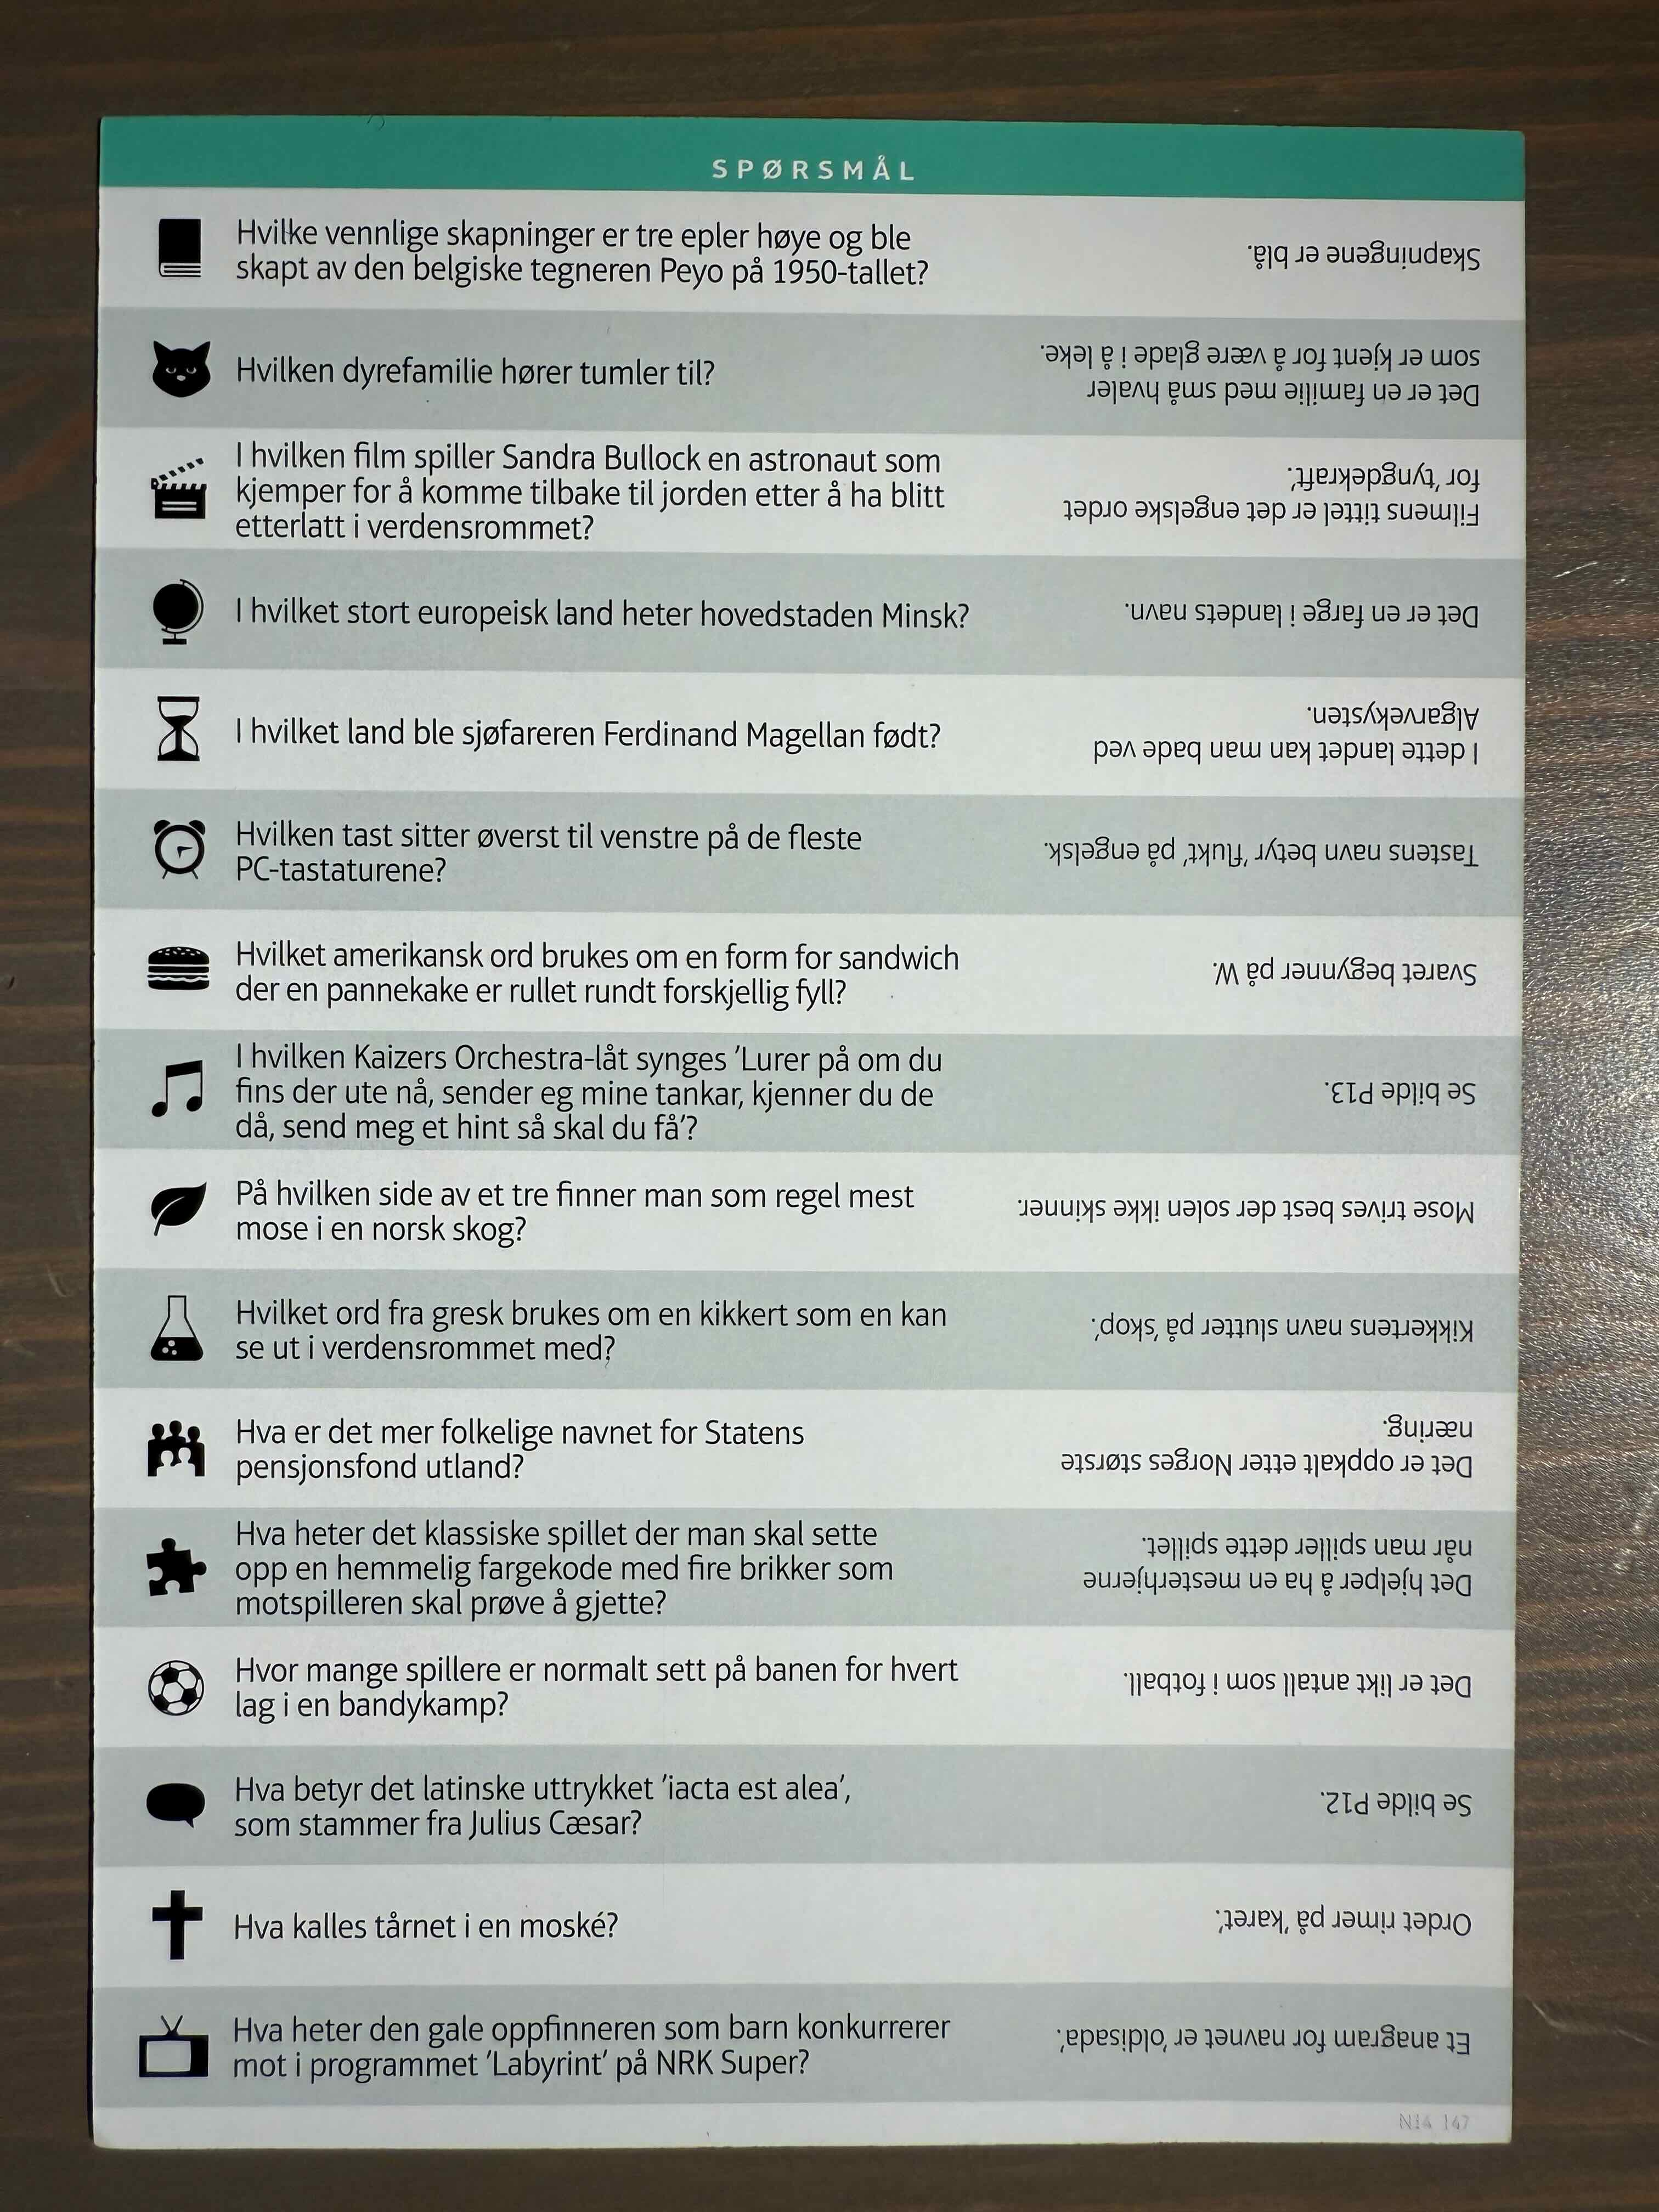 SPØRSMÅL
Hvilke vennlige skapninger er tre epler høye og ble
skapt av den belgiske tegneren Peyo på 1950-tallet?
Skapningene er blå.
Hvilken dyrefamilie hører tumler til?
Det er en familie med små hvaler
som er kjent for å være glade i å leke.
I hvilken film spiller Sandra Bullock en astronaut som
kjemper for å komme tilbake til jorden etter å ha blitt
etterlatt i verdensrommet?
Filmens tittel er det engelske ordet
for 'tyngdekraft'.
I hvilket stort europeisk land heter hovedstaden Minsk?
Det er en farge i landets navn.
I hvilket land ble sjøfareren Ferdinand Magellan født?
I dette landet kan man bade ved
Algarvekysten.
Hvilken tast sitter øverst til venstre på de fleste
PC-tastaturene?
Tastens navn betyr 'flukt' på engelsk.
Hvilket amerikansk ord brukes om en form for sandwich
der en pannekake er rullet rundt forskjellig fyll?
Svaret begynner på W.
I hvilken Kaizers Orchestra-låt synges 'Lurer på om du
fins der ute nå, sender eg mine tankar, kjenner du de
då, send meg et hint så skal du få'?
Se bilde P13.
På hvilken side av et tre finner man som regel mest
mose i en norsk skog?
Mose trives best der solen ikke skinner.
Hvilket ord fra gresk brukes om en kikkert som en kan
se ut i verdensrommet med?
Kikkertens navn slutter på 'skop'.
Hva er det mer folkelige navnet for Statens
pensjonsfond utland?
Det er oppkalt etter Norges største
næring.
Hva heter det klassiske spillet der man skal sette
opp en hemmelig fargekode med fire brikker som
motspilleren skal prøve å gjette?
Det hjelper å ha en mesterhjerne
når man spiller dette spillet.
Hvor mange spillere er normalt sett på banen for hvert
lag i en bandykamp?
Det er likt antall som i fotball.
Hva betyr det latinske uttrykket 'iacta est alea',
som stammer fra Julius Cæsar?
Se bilde P12.
Hva kalles tårnet i en moské?
Ordet rimer på 'karet'.
Hva heter den gale oppfinneren som barn konkurrerer
mot i programmet 'Labyrint' på NRK Super?
Et anagram for navnet er 'oldisada'.
N14 147